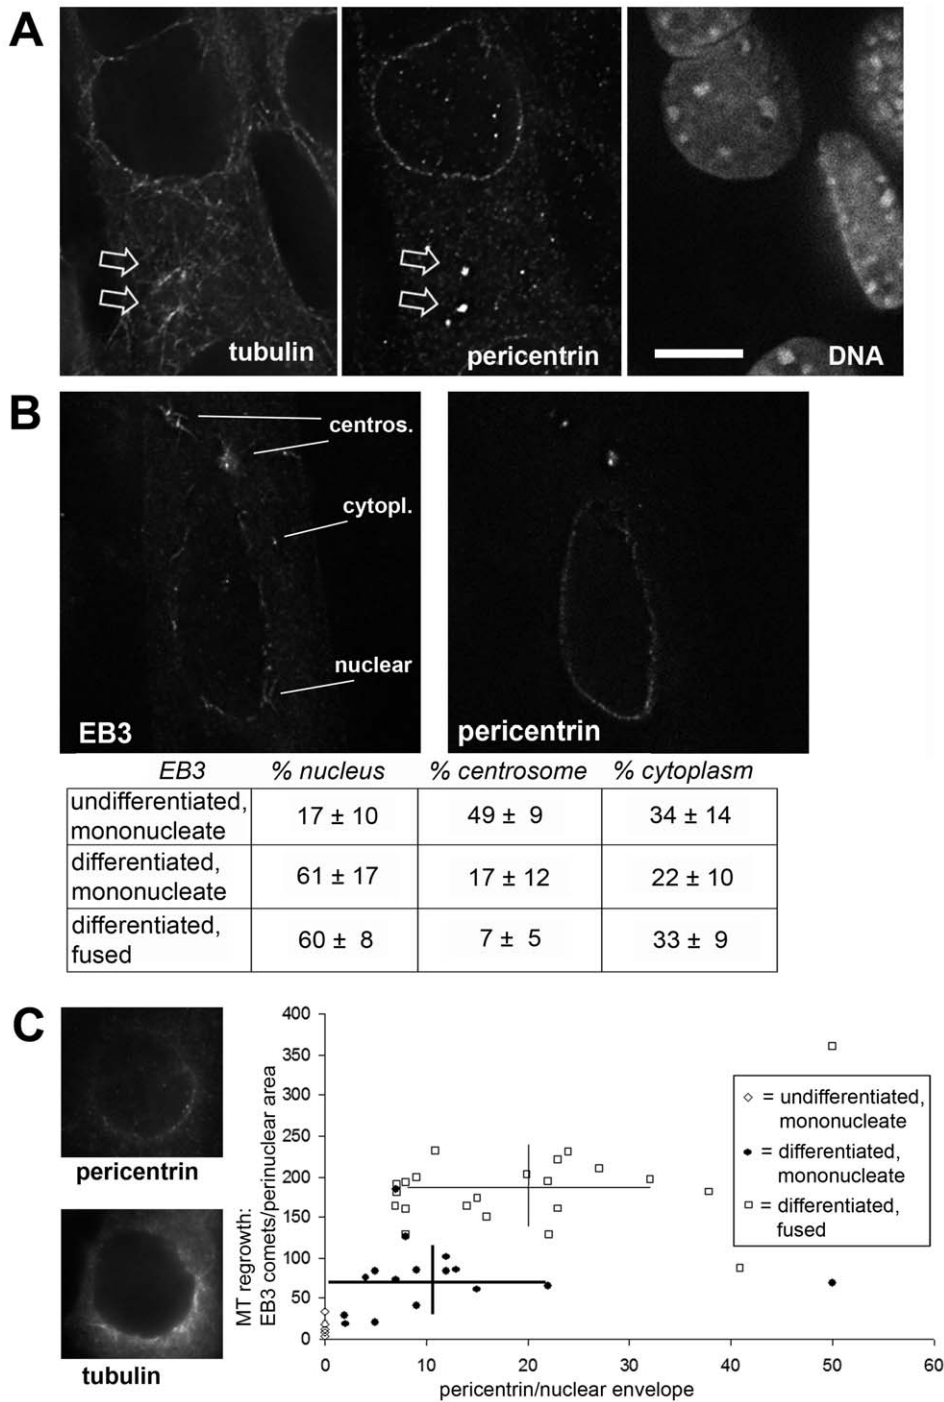 A
tubulin
pericentrin
DNA
B
centros.
cytopl.
nuclear
EB3
pericentrin
EB3 % nucleus % centrosome % cytoplasm
undifferentiated,
mononucleate
17 ± 10 49 ± 9 34 ± 14
differentiated,
mononucleate
61 ± 17 17 ± 12 22 ± 10
differentiated,
fused
60 ± 8 7 ± 5 33 ± 9
C
pericentrin
tubulin
MT regrowth:
EB3 comets/perinuclear area
400
350
300
250
200
150
100
50
0
0 10 20 30 40 50 60
pericentrin/nuclear envelope
= undifferentiated,
mononucleate
= differentiated,
mononucleate
= differentiated,
fused